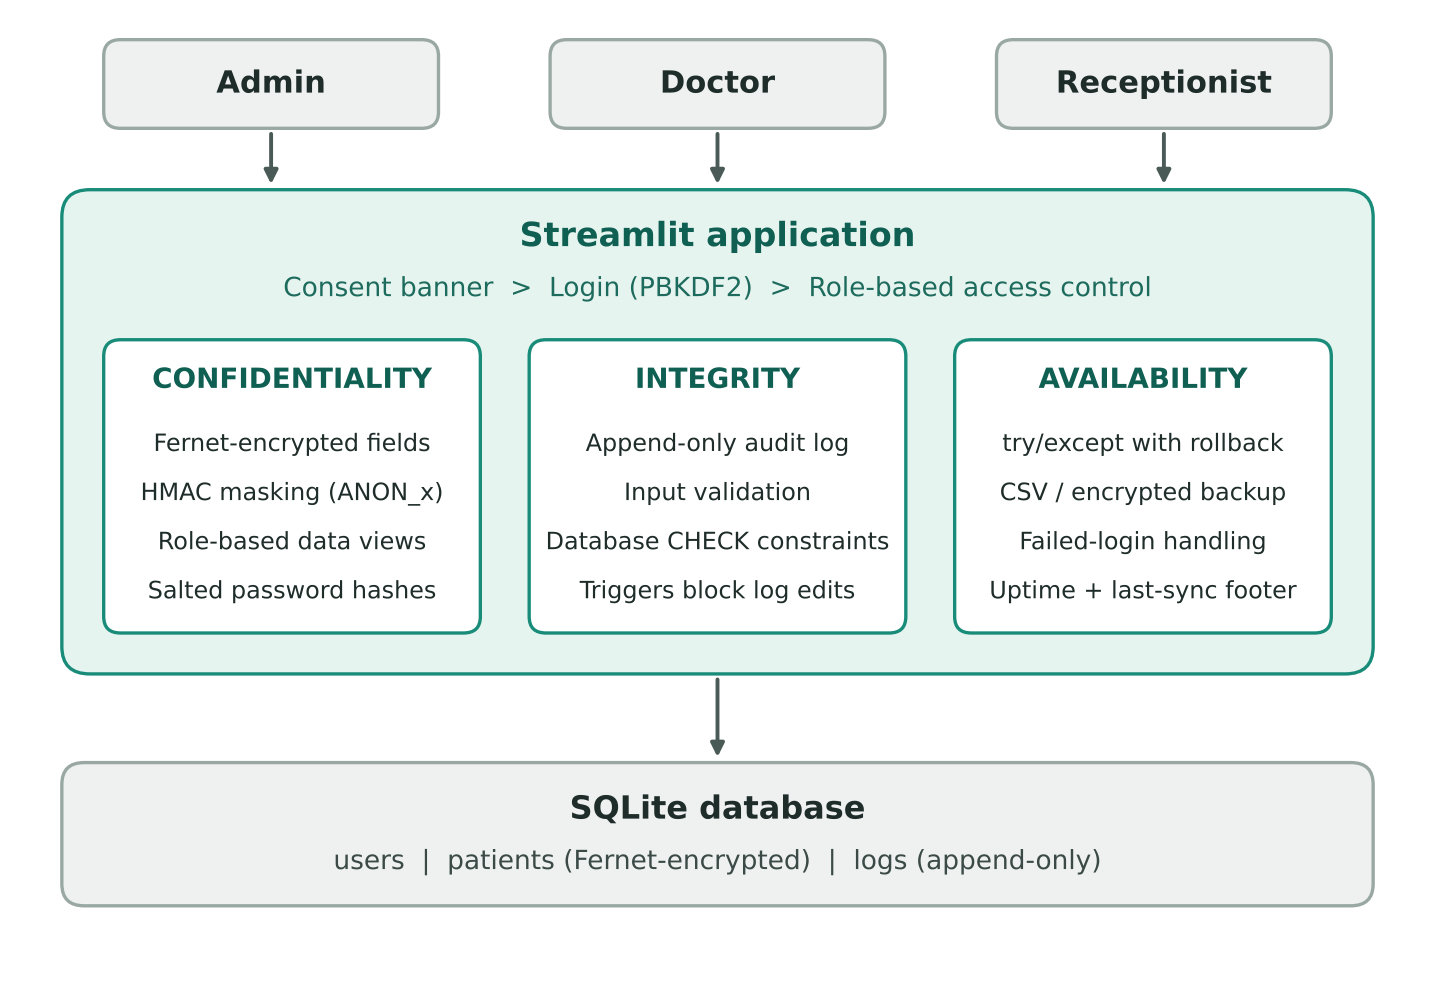 Admin
Doctor
Receptionist
Streamlit application
Consent banner > Login (PBKDF2) > Role-based access control
CONFIDENTIALITY
Fernet-encrypted fields
HMAC masking (ANON_x)
Role-based data views
Salted password hashes
INTEGRITY
Append-only audit log
Input validation
Database CHECK constraints
Triggers block log edits
AVAILABILITY
try/except with rollback
CSV / encrypted backup
Failed-login handling
Uptime + last-sync footer
SQLite database
users | patients (Fernet-encrypted) | logs (append-only)